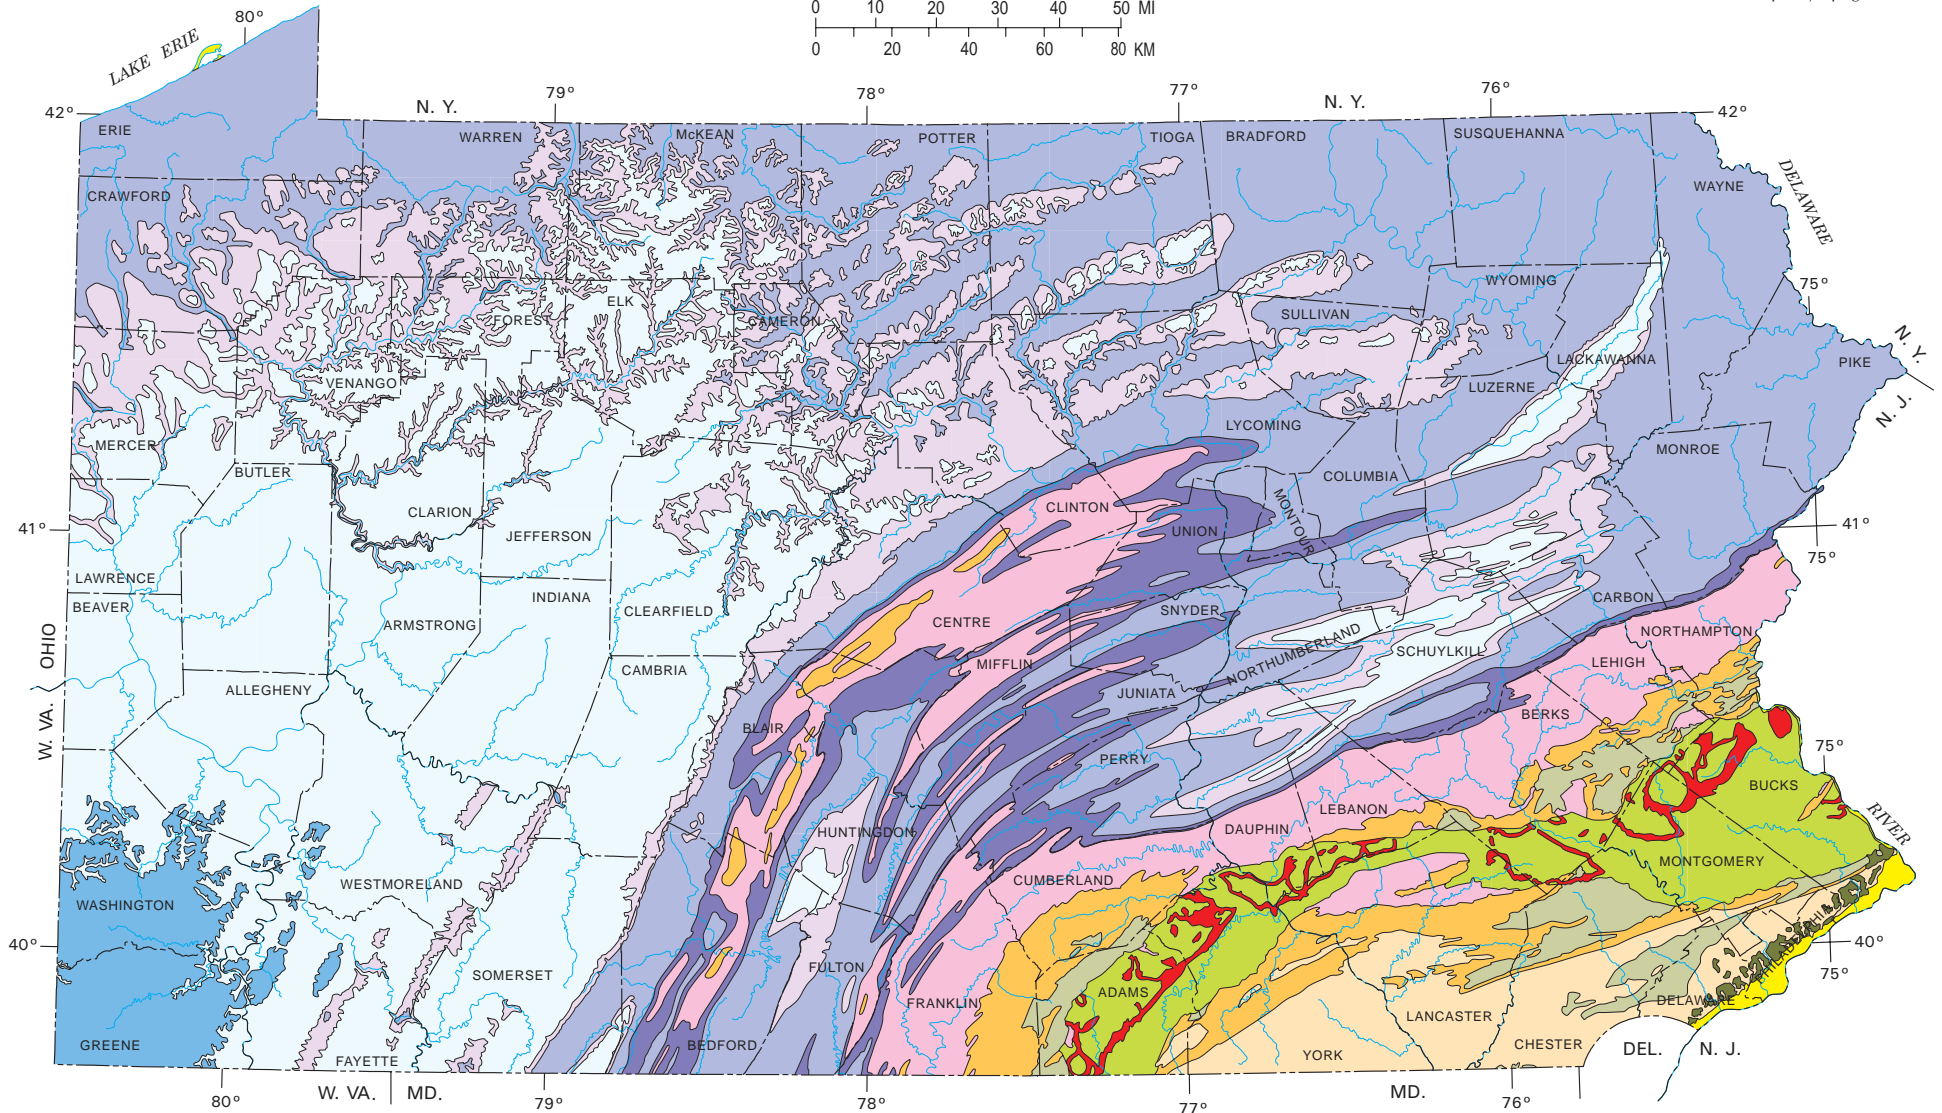 0 10 20 30 40 50 MI
0 20 40 60 80 KM
80°
LAKE ERIE
42°
N. Y.
79°
78°
77°
N. Y.
76°
42°
ERIE
WARREN
McKEAN
POTTER
TIOGA
BRADFORD
SUSQUEHANNA
WAYNE
DELAWARE
CRAWFORD
75°
FOREST
ELK
CAMERON
SULLIVAN
WYOMING
N. Y.
N. J.
PIKE
VENANGO
LACKAWANNA
LUZERNE
MERCER
LYCOMING
MONROE
BUTLER
COLUMBIA
CLARION
CLINTON
MONTOUR
UNION
41°
JEFFERSON
41°
75°
LAWRENCE
BEAVER
INDIANA
CLEARFIELD
ARMSTRONG
CENTRE
SNYDER
CARBON
NORTHAMPTON
NORTHUMBERLAND
SCHUYLKILL
OHIO
W. VA.
CAMBRIA
MIFFLIN
LEHIGH
ALLEGHENY
JUNIATA
BERKS
BLAIR
PERRY
75°
BUCKS
HUNTINGDON
DAUPHIN
LEBANON
RIVER
MONTGOMERY
WESTMORELAND
CUMBERLAND
WASHINGTON
40°
PHILADELPHIA
40°
75°
SOMERSET
FULTON
FRANKLIN
ADAMS
DELAWARE
LANCASTER
GREENE
FAYETTE
BEDFORD
YORK
CHESTER
DEL.
N. J.
80°
W. VA.
MD.
79°
78°
77°
MD.
76°